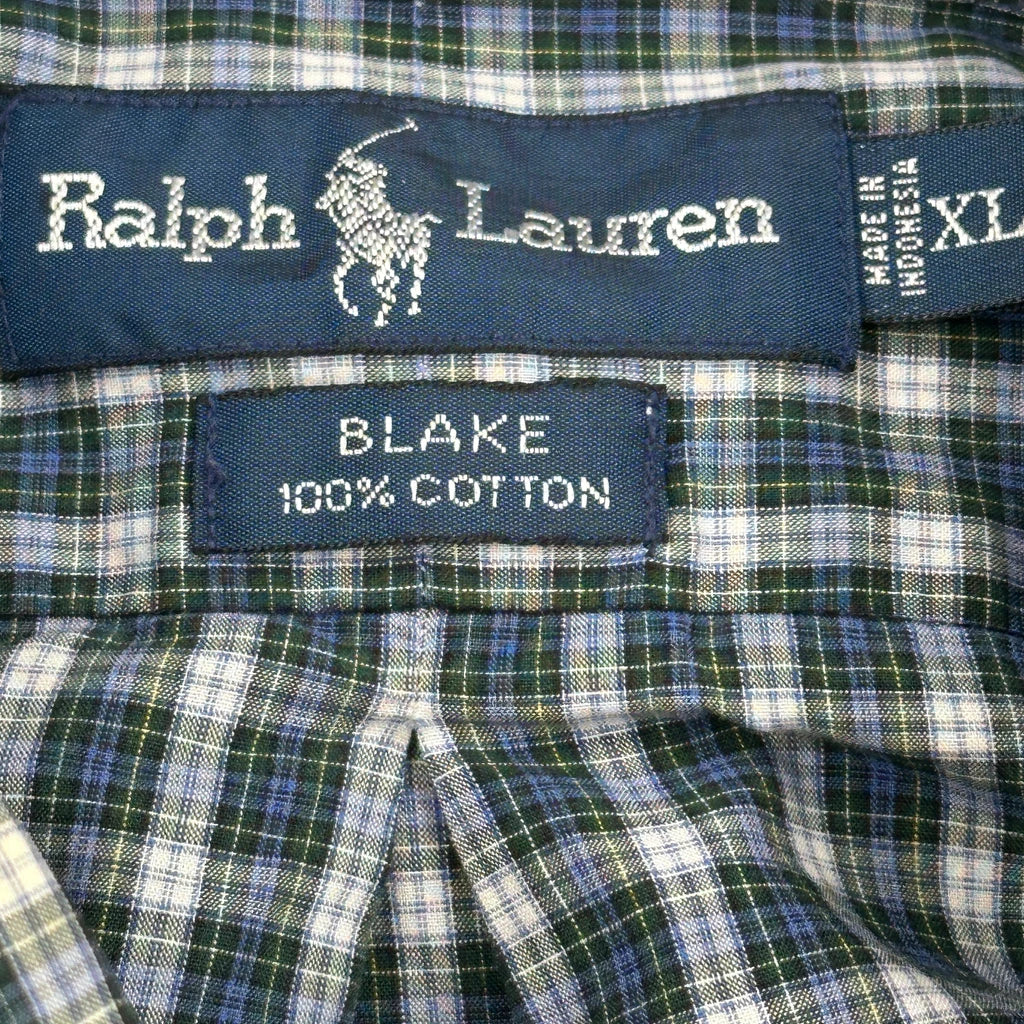 Ralph Lauren
MADE IN
INDONESIA
XL
BLAKE
100% COTTON